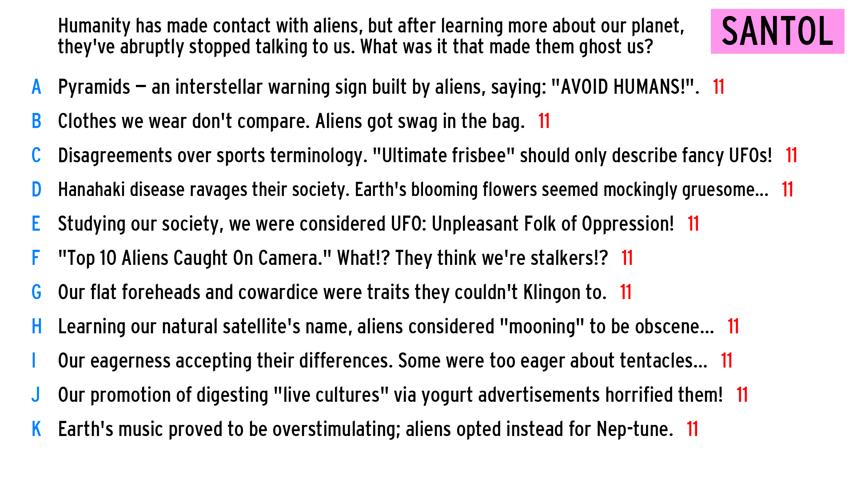 Humanity has made contact with aliens, but after learning more about our planet,
they've abruptly stopped talking to us. What was it that made them ghost us?
SANTOL
A Pyramids – an interstellar warning sign built by aliens, saying: "AVOID HUMANS!". 11
B Clothes we wear don't compare. Aliens got swag in the bag. 11
C Disagreements over sports terminology. "Ultimate frisbee" should only describe fancy UFOs! 11
D Hanahaki disease ravages their society. Earth's blooming flowers seemed mockingly gruesome... 11
E Studying our society, we were considered UFO: Unpleasant Folk of Oppression! 11
F "Top 10 Aliens Caught On Camera." What!? They think we're stalkers!? 11
G Our flat foreheads and cowardice were traits they couldn't Klingon to. 11
H Learning our natural satellite's name, aliens considered "mooning" to be obscene... 11
I Our eagerness accepting their differences. Some were too eager about tentacles... 11
J Our promotion of digesting "live cultures" via yogurt advertisements horrified them! 11
K Earth's music proved to be overstimulating; aliens opted instead for Nep-tune. 11